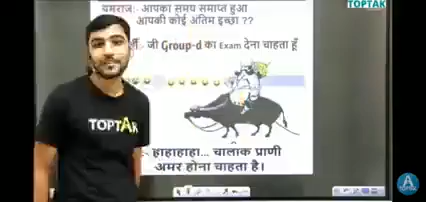 TOPTAK
यमराज:- आपका समय समाप्त हुआ
आपकी कोई अंतिम इच्छा ??
जी Group-d का Exam देना चाहता हूँ
TOPTAK
हाहाहाहा... चालाक प्राणी
अमर होना चाहता है।